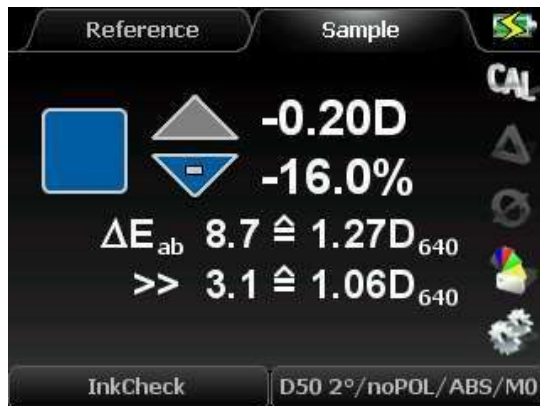 Reference Sample
CAL
-0.20D
-16.0%
ΔEab 8.7 ≙ 1.27D640
>> 3.1 ≙ 1.06D640
InkCheck D50 2°/noPOL/ABS/M0